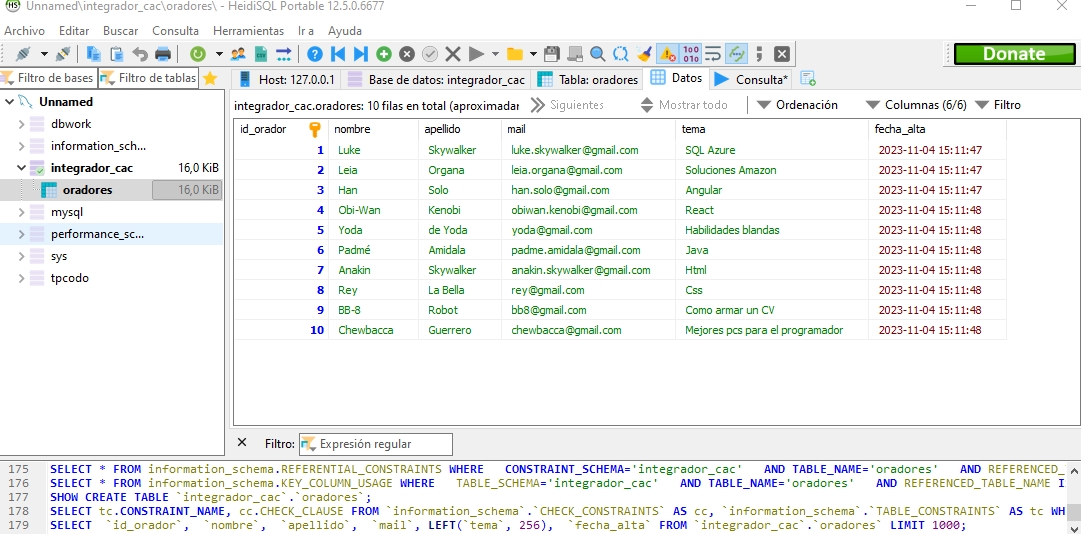 Unnamed\integrador_cac\oradores\ - HeidiSQL Portable 12.5.0.6677
Archivo Editar Buscar Consulta Herramientas Ir a Ayuda
Donate
Filtro de bases Filtro de tablas Host: 127.0.0.1 Base de datos: integrador_cac Tabla: oradores Datos Consulta*
Unnamed
dbwork
information_sch...
integrador_cac 16,0 KiB
oradores 16,0 KiB
mysql
performance_sc...
sys
tpcodo
integrador_cac.oradores: 10 filas en total (aproximadar Siguientes Mostrar todo Ordenación Columnas (6/6) Filtro
id_orador nombre apellido mail tema fecha_alta
1 Luke Skywalker luke.skywalker@gmail.com SQL Azure 2023-11-04 15:11:47
2 Leia Organa leia.organa@gmail.com Soluciones Amazon 2023-11-04 15:11:47
3 Han Solo han.solo@gmail.com Angular 2023-11-04 15:11:47
4 Obi-Wan Kenobi obiwan.kenobi@gmail.com React 2023-11-04 15:11:48
5 Yoda de Yoda yoda@gmail.com Habilidades blandas 2023-11-04 15:11:48
6 Padmé Amidala padme.amidala@gmail.com Java 2023-11-04 15:11:48
7 Anakin Skywalker anakin.skywalker@gmail.com Html 2023-11-04 15:11:48
8 Rey La Bella rey@gmail.com Css 2023-11-04 15:11:48
9 BB-8 Robot bb8@gmail.com Como armar un CV 2023-11-04 15:11:48
10 Chewbacca Guerrero chewbacca@gmail.com Mejores pcs para el programador 2023-11-04 15:11:48
Filtro: Expresión regular
175 SELECT * FROM information_schema.REFERENTIAL_CONSTRAINTS WHERE CONSTRAINT_SCHEMA='integrador_cac' AND TABLE_NAME='oradores' AND REFERENCED_
176 SELECT * FROM information_schema.KEY_COLUMN_USAGE WHERE TABLE_SCHEMA='integrador_cac' AND TABLE_NAME='oradores' AND REFERENCED_TABLE_NAME I
177 SHOW CREATE TABLE `integrador_cac`.`oradores`;
178 SELECT tc.CONSTRAINT_NAME, cc.CHECK_CLAUSE FROM `information_schema`.`CHECK_CONSTRAINTS` AS cc, `information_schema`.`TABLE_CONSTRAINTS` AS tc WH
179 SELECT `id_orador`, `nombre`, `apellido`, `mail`, LEFT(`tema`, 256), `fecha_alta` FROM `integrador_cac`.`oradores` LIMIT 1000;